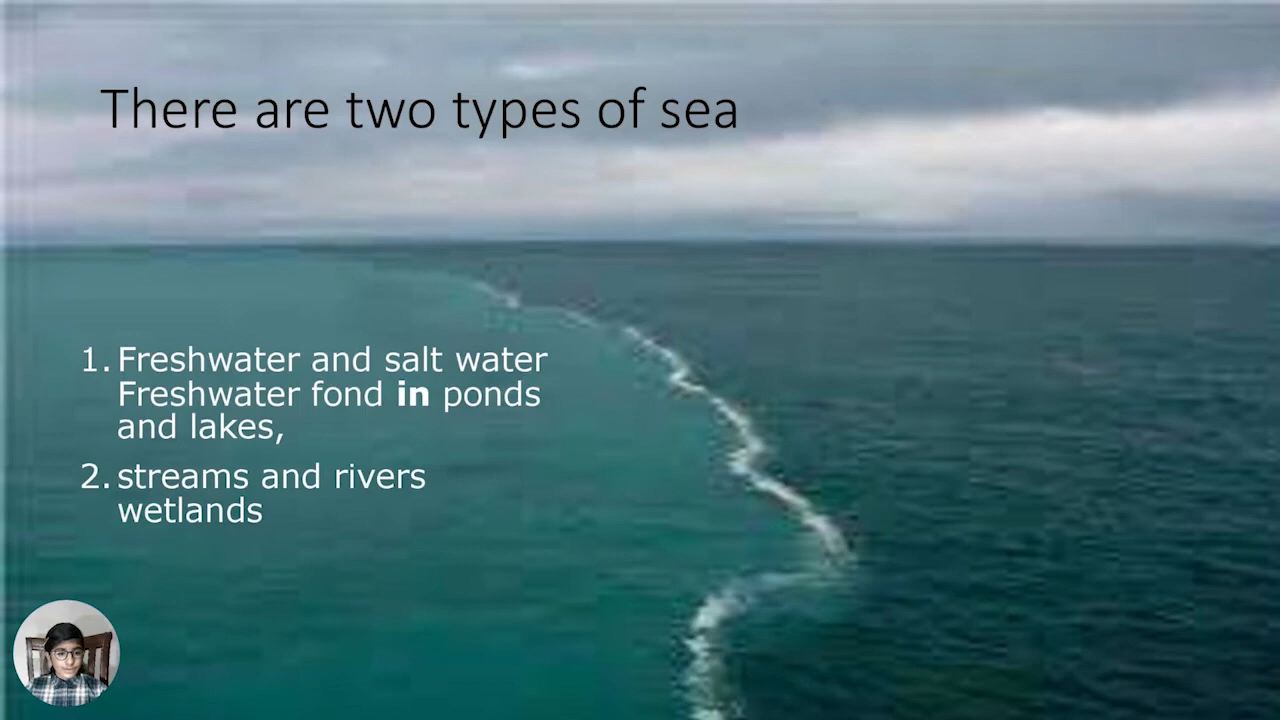 There are two types of sea
1. Freshwater and salt water
Freshwater fond in ponds
and lakes,
2. streams and rivers
wetlands